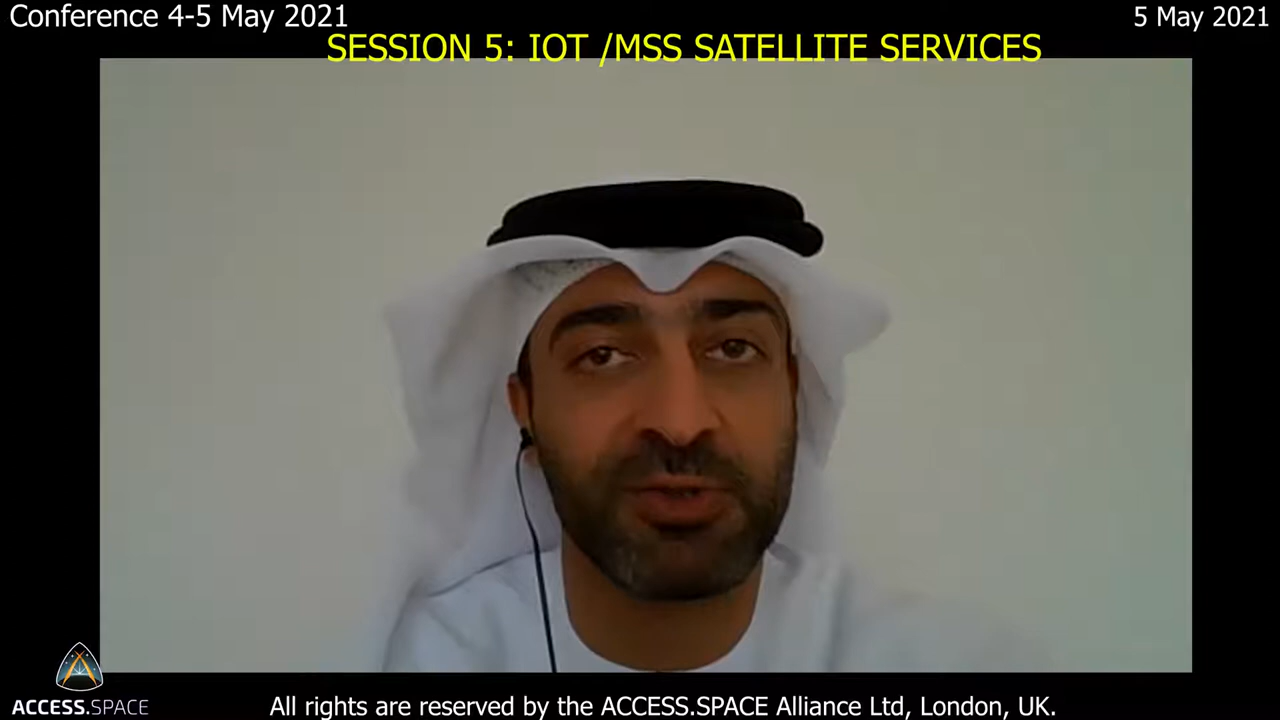 Conference 4-5 May 2021
5 May 2021
SESSION 5: IOT /MSS SATELLITE SERVICES
ACCESS.SPACE
All rights are reserved by the ACCESS.SPACE Alliance Ltd, London, UK.